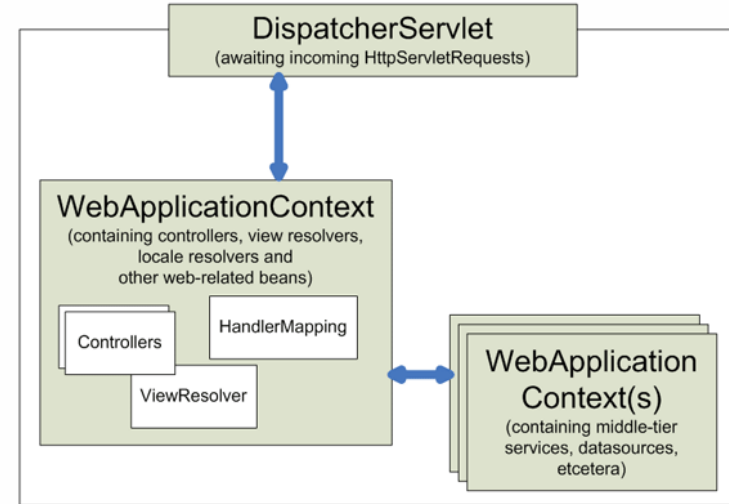 DispatcherServlet
(awaiting incoming HttpServletRequests)
WebApplicationContext
(containing controllers, view resolvers,
locale resolvers and
other web-related beans)
HandlerMapping
Controllers
ViewResolver
WebApplication
Context(s)
(containing middle-tier
services, datasources,
etcetera)